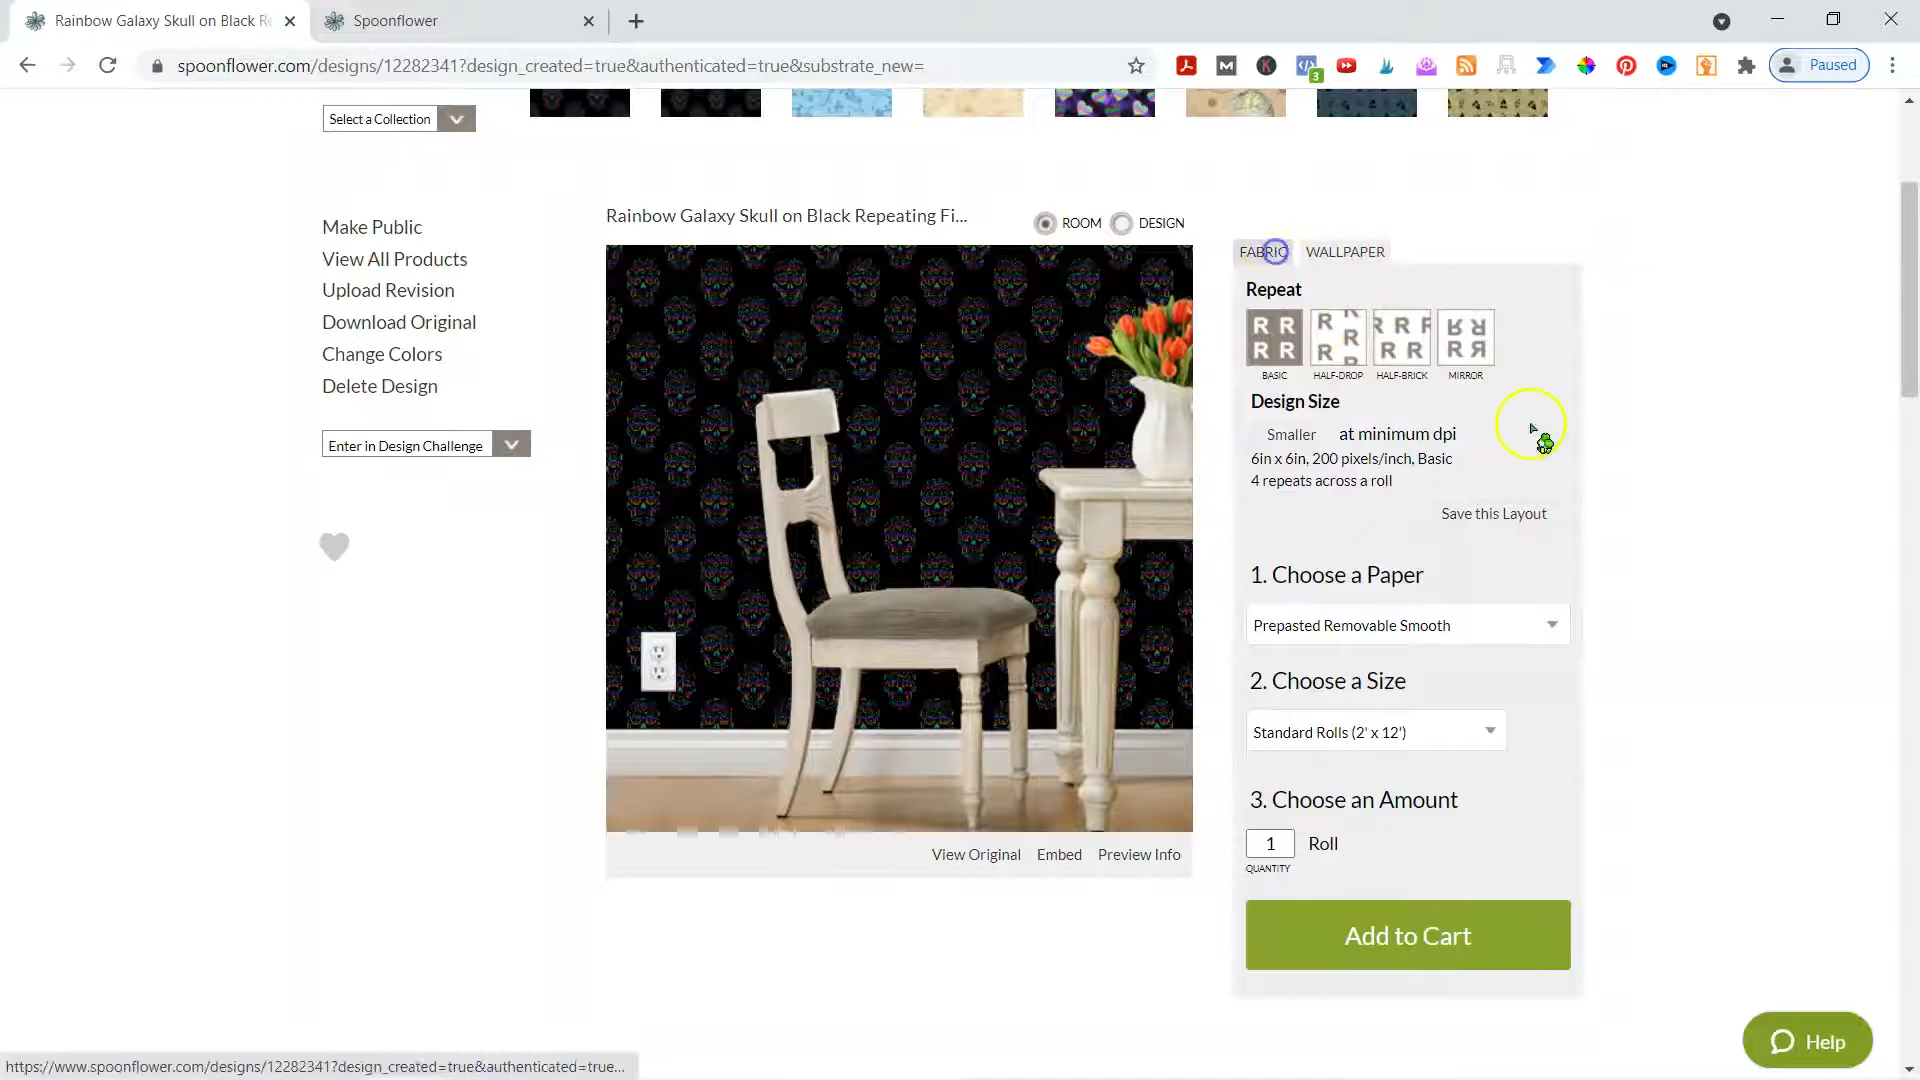 Rainbow Galaxy Skull on Black Re
Spoonflower
spoonflower.com/designs/12282341?design_created=true&authenticated=true&substrate_new=
3
Paused
Select a Collection
Make Public
View All Products
Upload Revision
Download Original
Change Colors
Delete Design
Enter in Design Challenge
Rainbow Galaxy Skull on Black Repeating Fi...
ROOM
DESIGN
View Original
Embed
Preview Info
FABRIC
WALLPAPER
Repeat
BASIC
HALF-DROP
HALF-BRICK
MIRROR
Design Size
Smaller at minimum dpi
6in x 6in, 200 pixels/inch, Basic
4 repeats across a roll
Save this Layout
1. Choose a Paper
Prepasted Removable Smooth
2. Choose a Size
Standard Rolls (2' x 12')
3. Choose an Amount
1 Roll
QUANTITY
Add to Cart
Help
https://www.spoonflower.com/designs/12282341?design_created=true&authenticated=true...